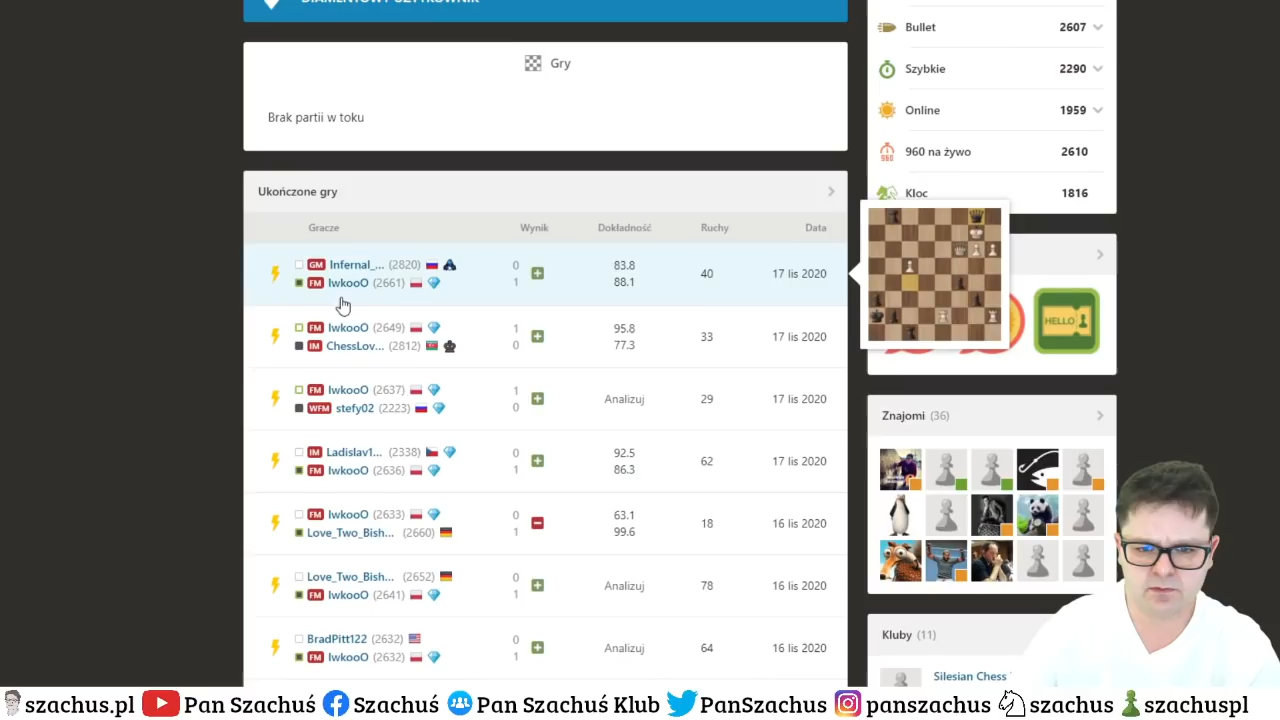 DIAMENTOWY UŻYTKOWNIK
Gry
Brak partii w toku
Ukończone gry
Gracze Wynik Dokładność Ruchy Data
GM Infernal_... (2820) 0 83.8 40 17 lis 2020
FM IwkooO (2661) 1 88.1
FM IwkooO (2649) 1 95.8 33 17 lis 2020
IM ChessLov... (2812) 0 77.3
FM IwkooO (2637) 1 Analizuj 29 17 lis 2020
WFM stefy02 (2223) 0
IM Ladislav1... (2338) 0 92.5 62 17 lis 2020
FM IwkooO (2636) 1 86.3
FM IwkooO (2633) 0 63.1 18 16 lis 2020
Love_Two_Bish... (2660) 1 99.6
Love_Two_Bish... (2652) 0 Analizuj 78 16 lis 2020
FM IwkooO (2641) 1
BradPitt122 (2632) 0 Analizuj 64 16 lis 2020
FM IwkooO (2632) 1
Bullet 2607
Szybkie 2290
Online 1959
960 960 na żywo 2610
Kloc 1816
HELLO
Znajomi (36)
Kluby (11)
Silesian Chess
szachus.pl Pan Szachuś Szachuś Pan Szachuś Klub PanSzachus panszachus szachus szachuspl